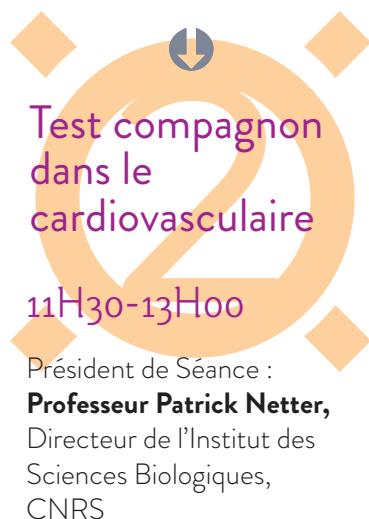 2
Test compagnon
dans le
cardiovasculaire
11H30-13H00
Président de Séance :
Professeur Patrick Netter,
Directeur de l’Institut des
Sciences Biologiques,
CNRS